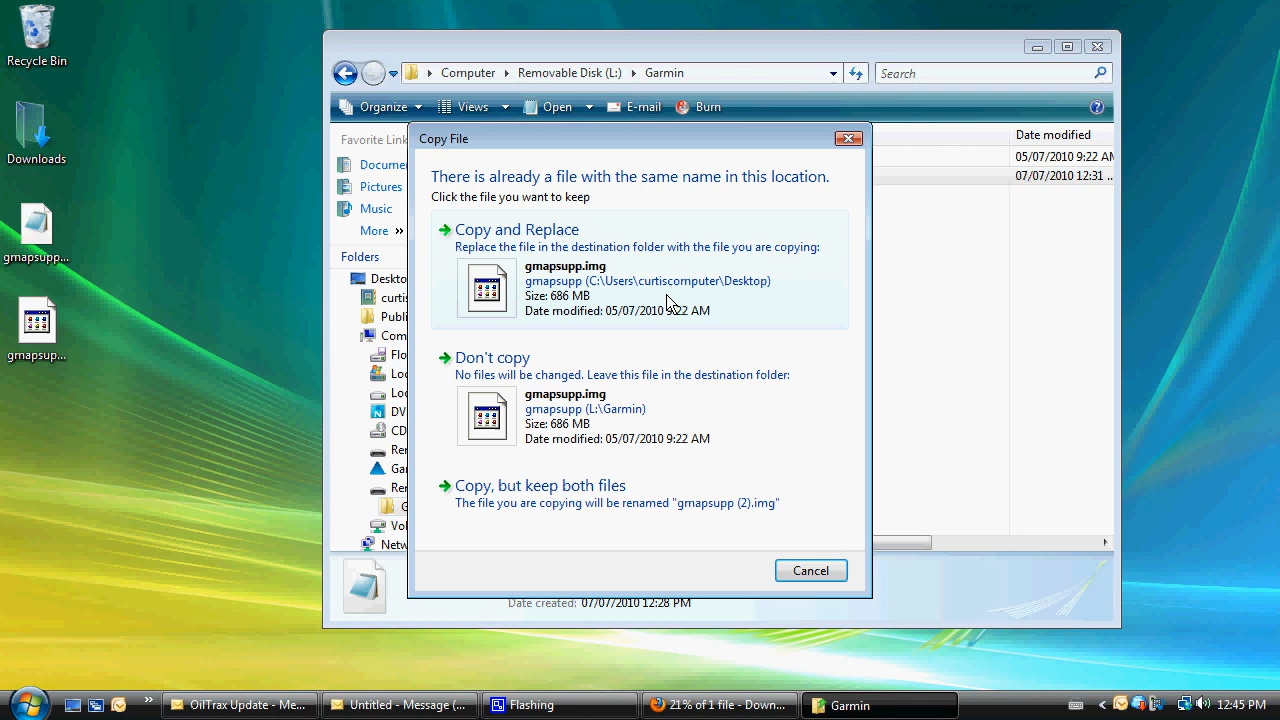 Recycle Bin
Downloads
gmapsupp...
gmapsup...
Computer Removable Disk (L:) Garmin
Search
Organize Views Open E-mail Burn
Favorite Link
Docume
Pictures
Music
More »
Folders
Deskto
curtis
Publi
Com
Flo
Loc
Loc
DV
CD
Re
Gar
Re
G
Vol
Netw
Date modified
05/07/2010 9:22 AM
07/07/2010 12:31 ...
Copy File
There is already a file with the same name in this location.
Click the file you want to keep
Copy and Replace
Replace the file in the destination folder with the file you are copying:
gmapsupp.img
gmapsupp (C:\Users\curtiscomputer\Desktop)
Size: 686 MB
Date modified: 05/07/2010 9:22 AM
Don't copy
No files will be changed. Leave this file in the destination folder:
gmapsupp.img
gmapsupp (L:\Garmin)
Size: 686 MB
Date modified: 05/07/2010 9:22 AM
Copy, but keep both files
The file you are copying will be renamed "gmapsupp (2).img"
Cancel
Date created: 07/07/2010 12:28 PM
OilTrax Update - Me...
Untitled - Message (...
Flashing
21% of 1 file - Down...
Garmin
12:45 PM